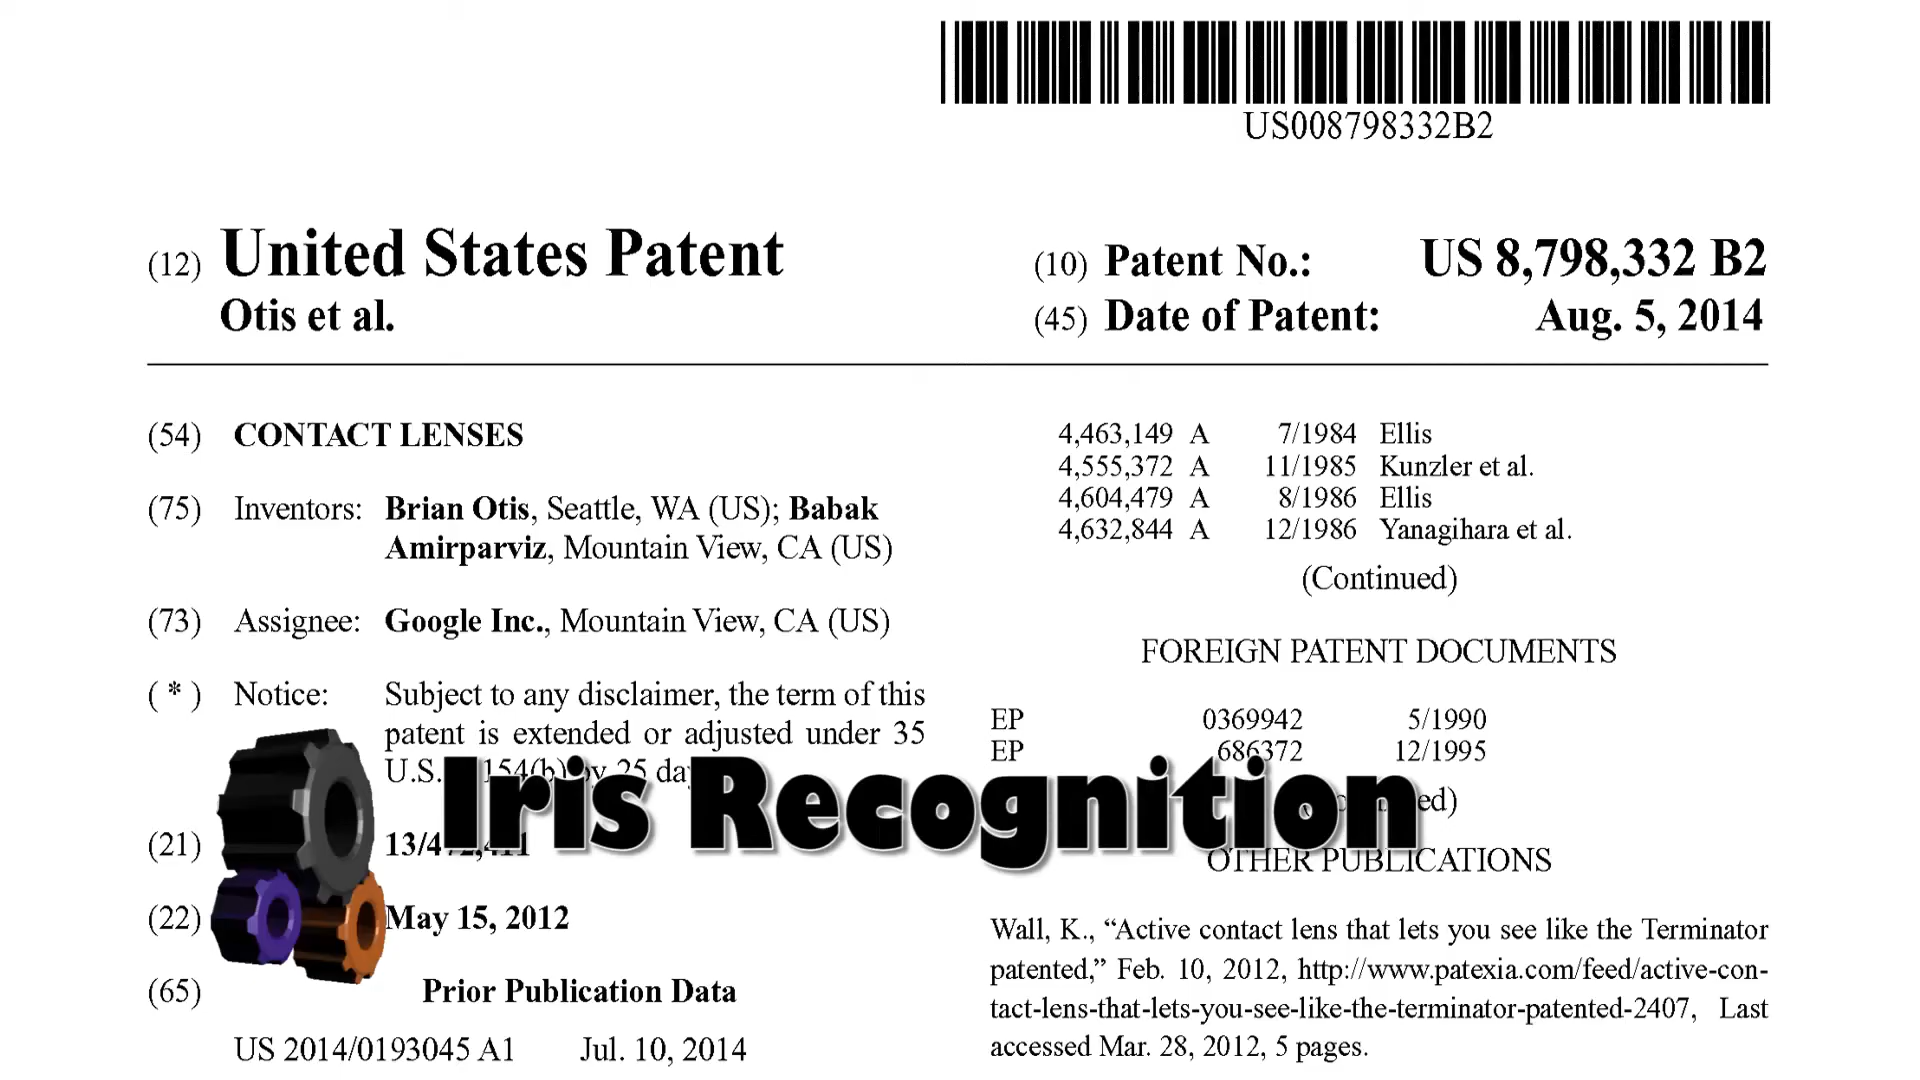 US008798332B2
(12) United States Patent
Otis et al.
(10) Patent No.: US 8,798,332 B2
(45) Date of Patent: Aug. 5, 2014
(54) CONTACT LENSES
(75) Inventors: Brian Otis, Seattle, WA (US); Babak
Amirparviz, Mountain View, CA (US)
(73) Assignee: Google Inc., Mountain View, CA (US)
( * ) Notice: Subject to any disclaimer, the term of this
patent is extended or adjusted under 35
U.S. 154(b) by 25
Iris Recognition
(21)
(22) May 15, 2012
(65) Prior Publication Data
US 2014/0193045 A1 Jul. 10, 2014
4,463,149 A 7/1984 Ellis
4,555,372 A 11/1985 Kunzler et al.
4,604,479 A 8/1986 Ellis
4,632,844 A 12/1986 Yanagihara et al.
(Continued)
FOREIGN PATENT DOCUMENTS
EP 0369942 5/1990
EP 686372 12/1995
OTHER PUBLICATIONS
Wall, K., “Active contact lens that lets you see like the Terminator
patented,” Feb. 10, 2012, http://www.patexia.com/feed/active-con-
tact-lens-that-lets-you-see-like-the-terminator-patented-2407, Last
accessed Mar. 28, 2012, 5 pages.